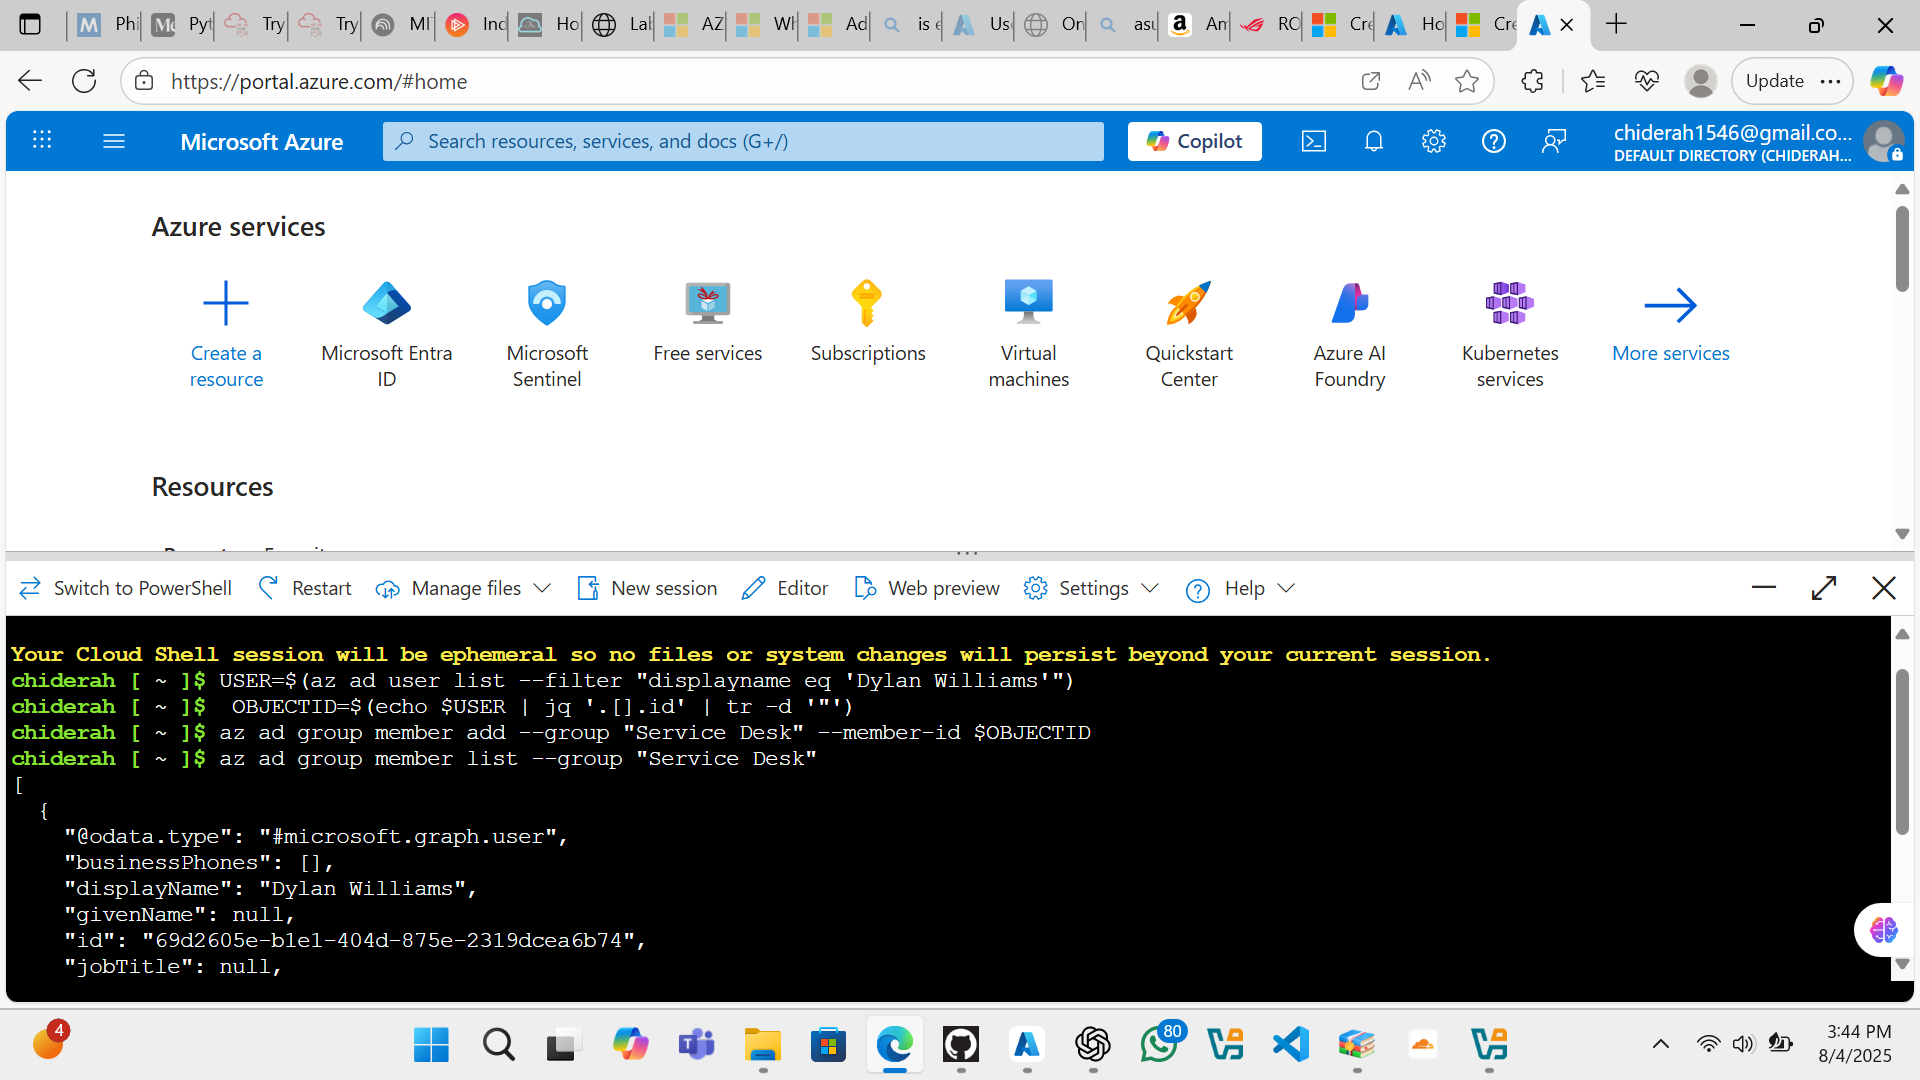 Phi
Pyt
Try
Try
MI
Ind
Ho
Lab
AZ
Wh
Ad
is e
Use
On
asu
Am
RO
Cre
Ho
Cre
https://portal.azure.com/#home
Update
Microsoft Azure
Search resources, services, and docs (G+/)
Copilot
chiderah1546@gmail.co...
DEFAULT DIRECTORY (CHIDERAH...
Azure services
Create a resource
Microsoft Entra ID
Microsoft Sentinel
Free services
Subscriptions
Virtual machines
Quickstart Center
Azure AI Foundry
Kubernetes services
More services
Resources
Switch to PowerShell
Restart
Manage files
New session
Editor
Web preview
Settings
Help
Your Cloud Shell session will be ephemeral so no files or system changes will persist beyond your current session.
chiderah [ ~ ]$ USER=$(az ad user list --filter "displayname eq 'Dylan Williams'")
chiderah [ ~ ]$  OBJECTID=$(echo $USER | jq '.[].id' | tr -d '"')
chiderah [ ~ ]$ az ad group member add --group "Service Desk" --member-id $OBJECTID
chiderah [ ~ ]$ az ad group member list --group "Service Desk"
[
  {
    "@odata.type": "#microsoft.graph.user",
    "businessPhones": [],
    "displayName": "Dylan Williams",
    "givenName": null,
    "id": "69d2605e-b1e1-404d-875e-2319dcea6b74",
    "jobTitle": null,
4
80
3:44 PM
8/4/2025